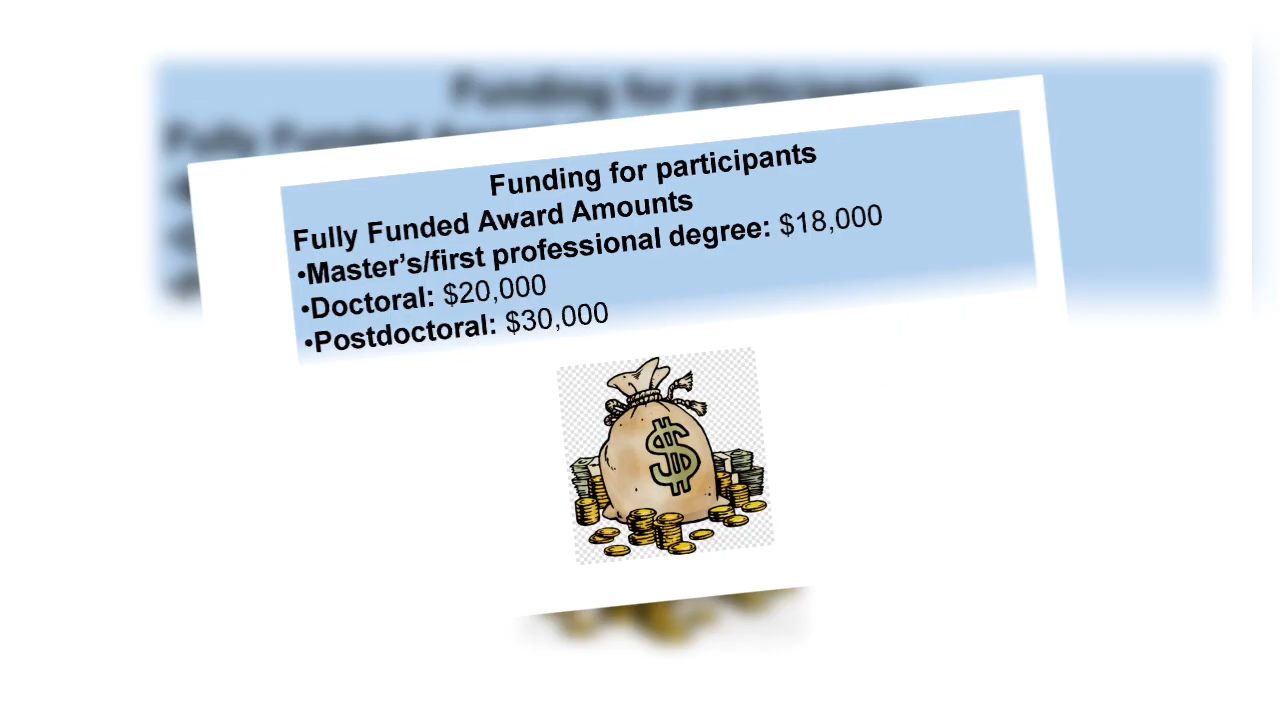 Funding for participants
Fully Funded Award Amounts
•Master's/first professional degree: $18,000
•Doctoral: $20,000
•Postdoctoral: $30,000
$